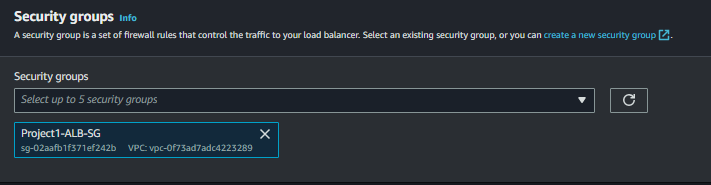 Security groups Info
A security group is a set of firewall rules that control the traffic to your load balancer. Select an existing security group, or you can create a new security group.
Security groups
Select up to 5 security groups
Project1-ALB-SG
sg-02aafb1f371ef242b VPC: vpc-0f73ad7adc4223289